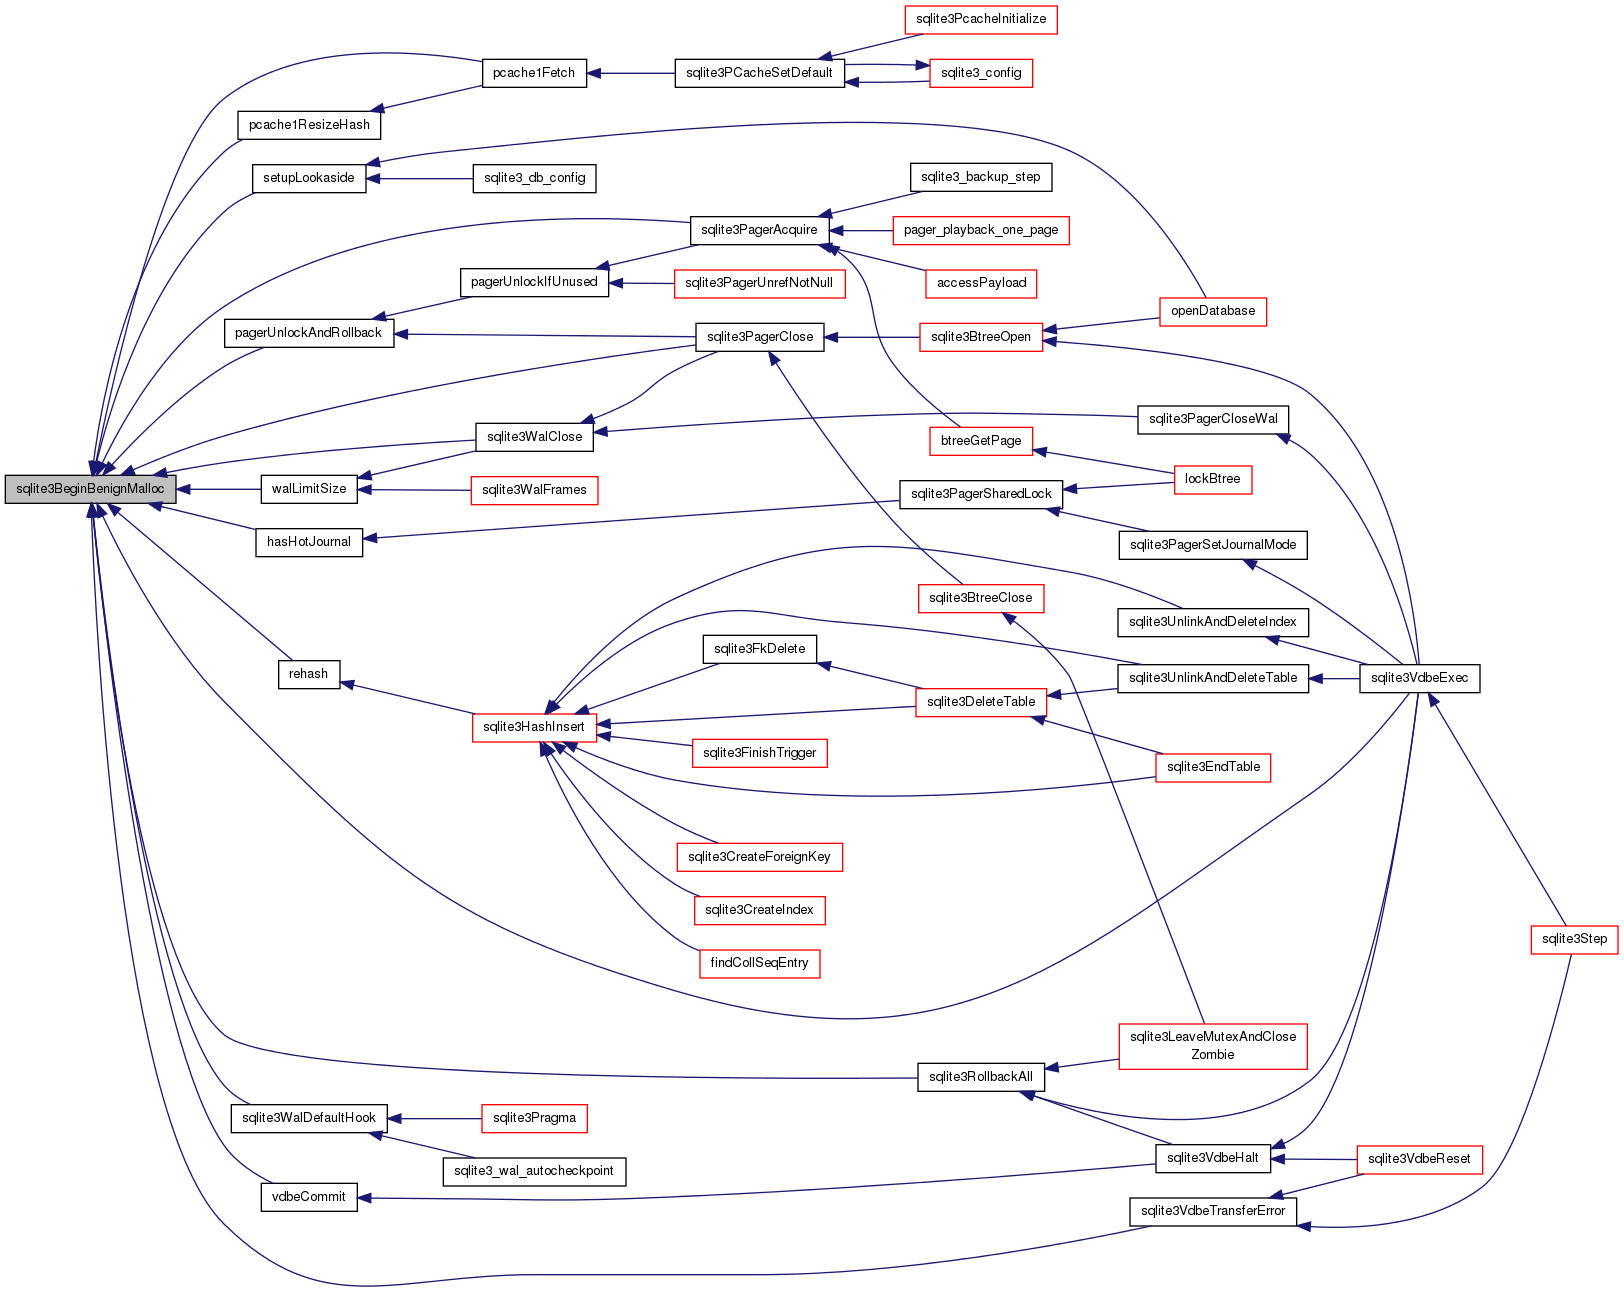 sqlite3PcacheInitialize
pcache1Fetch
sqlite3PCacheSetDefault
sqlite3_config
pcache1ResizeHash
setupLookaside
sqlite3_db_config
sqlite3_backup_step
sqlite3PagerAcquire
pager_playback_one_page
pagerUnlockIfUnused
sqlite3PagerUnrefNotNull
accessPayload
openDatabase
pagerUnlockAndRollback
sqlite3PagerClose
sqlite3BtreeOpen
sqlite3PagerCloseWal
sqlite3WalClose
btreeGetPage
lockBtree
sqlite3BeginBenignMalloc
walLimitSize
sqlite3WalFrames
sqlite3PagerSharedLock
hasHotJournal
sqlite3PagerSetJournalMode
sqlite3BtreeClose
sqlite3UnlinkAndDeleteIndex
sqlite3FkDelete
rehash
sqlite3UnlinkAndDeleteTable
sqlite3VdbeExec
sqlite3DeleteTable
sqlite3HashInsert
sqlite3FinishTrigger
sqlite3EndTable
sqlite3CreateForeignKey
sqlite3CreateIndex
sqlite3Step
findCollSeqEntry
sqlite3LeaveMutexAndClose
Zombie
sqlite3RollbackAll
sqlite3WalDefaultHook
sqlite3Pragma
sqlite3VdbeHalt
sqlite3VdbeReset
sqlite3_wal_autocheckpoint
vdbeCommit
sqlite3VdbeTransferError